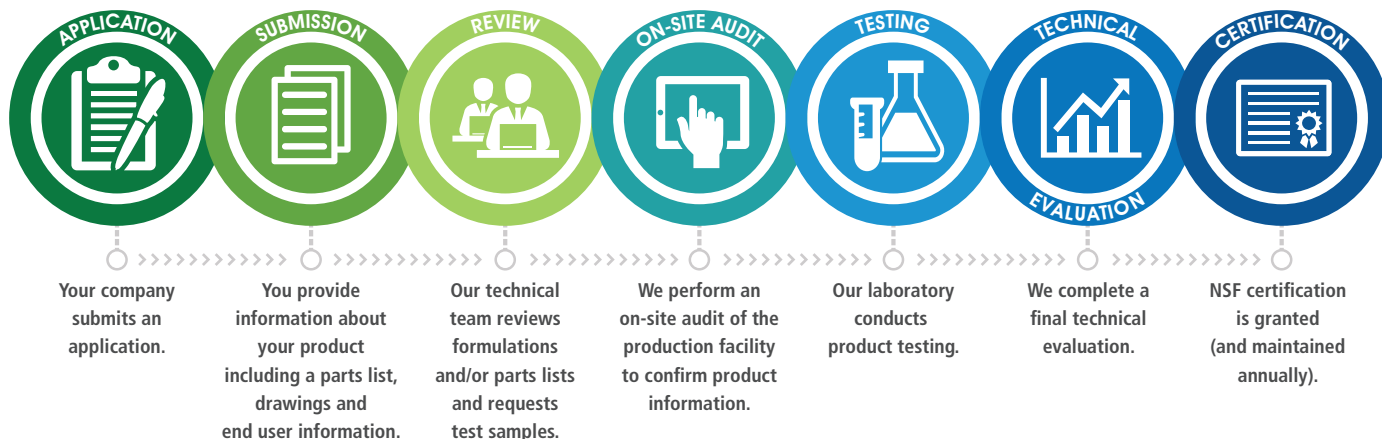 APPLICATION
SUBMISSION
REVIEW
ON-SITE AUDIT
TESTING
TECHNICAL
EVALUATION
CERTIFICATION
Your company
submits an
application.
You provide
information about
your product
including a parts list,
drawings and
end user information.
Our technical
team reviews
formulations
and/or parts lists
and requests
test samples.
We perform an
on-site audit of the
production facility
to confirm product
information.
Our laboratory
conducts
product testing.
We complete a
final technical
evaluation.
NSF certification
is granted
(and maintained
annually).